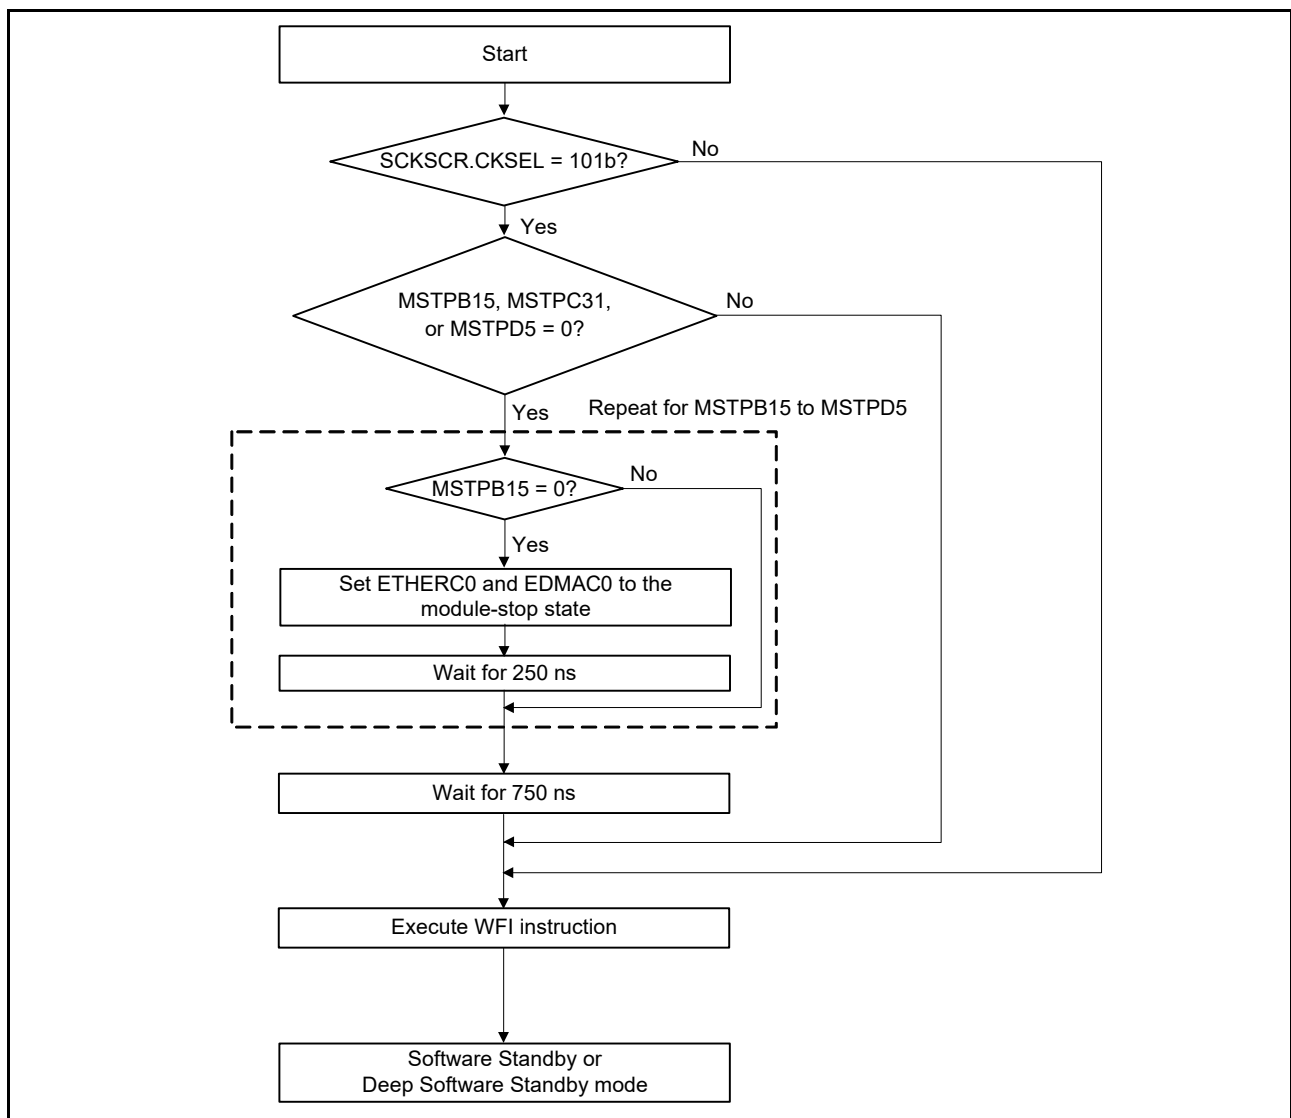 Start
SCKSCR.CKSEL = 101b?
No
Yes
MSTPB15, MSTPC31,
or MSTPD5 = 0?
No
Yes
Repeat for MSTPB15 to MSTPD5
MSTPB15 = 0?
No
Yes
Set ETHERC0 and EDMAC0 to the
module-stop state
Wait for 250 ns
Wait for 750 ns
Execute WFI instruction
Software Standby or
Deep Software Standby mode